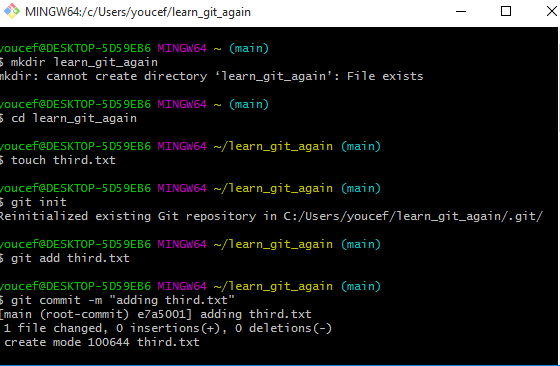 MINGW64:/c/Users/youcef/learn_git_again
youcef@DESKTOP-5D59EB6 MINGW64 ~ (main)
$ mkdir learn_git_again
mkdir: cannot create directory ‘learn_git_again’: File exists
youcef@DESKTOP-5D59EB6 MINGW64 ~ (main)
$ cd learn_git_again
youcef@DESKTOP-5D59EB6 MINGW64 ~/learn_git_again (main)
$ touch third.txt
youcef@DESKTOP-5D59EB6 MINGW64 ~/learn_git_again (main)
$ git init
Reinitialized existing Git repository in C:/Users/youcef/learn_git_again/.git/
youcef@DESKTOP-5D59EB6 MINGW64 ~/learn_git_again (main)
$ git add third.txt
youcef@DESKTOP-5D59EB6 MINGW64 ~/learn_git_again (main)
$ git commit -m "adding third.txt"
[main (root-commit) e7a5001] adding third.txt
1 file changed, 0 insertions(+), 0 deletions(-)
create mode 100644 third.txt